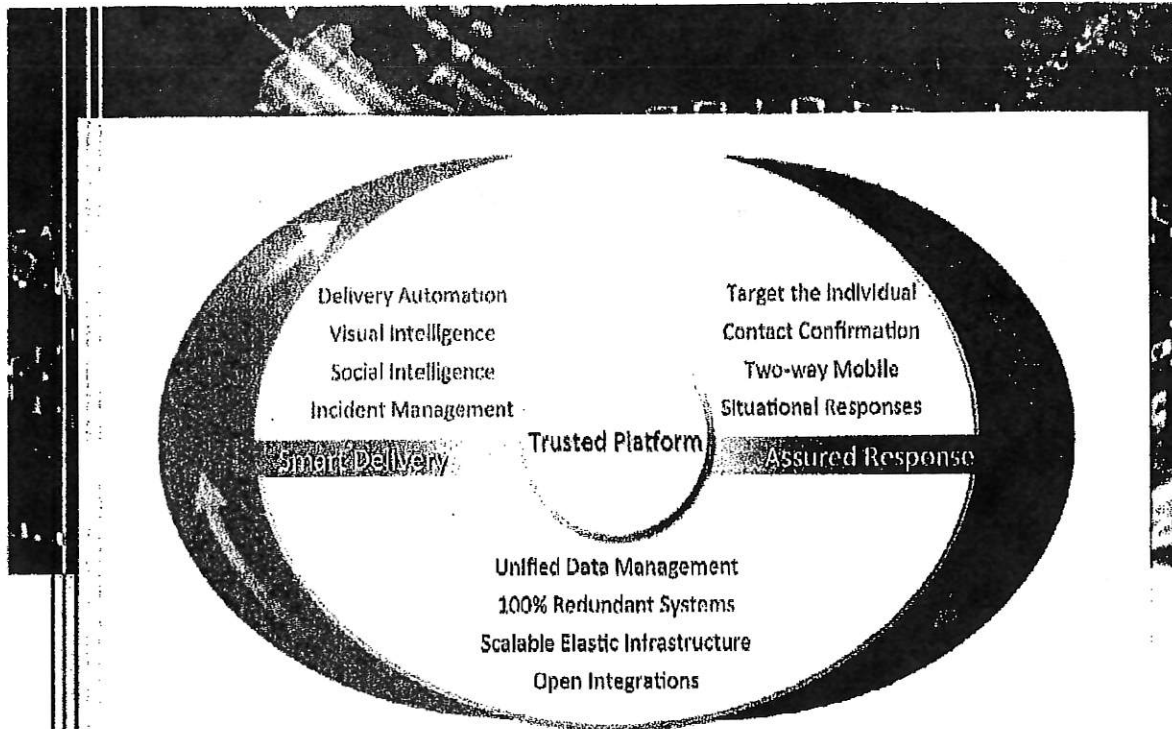 Delivery Automation
Visual Intelligence
Social Intelligence
Incident Management
Target the Individual
Contact Confirmation
Two-way Mobile
Situational Responses
Smart Delivery
Trusted Platform
Assured Response
Unified Data Management
100% Redundant Systems
Scalable Elastic Infrastructure
Open Integrations